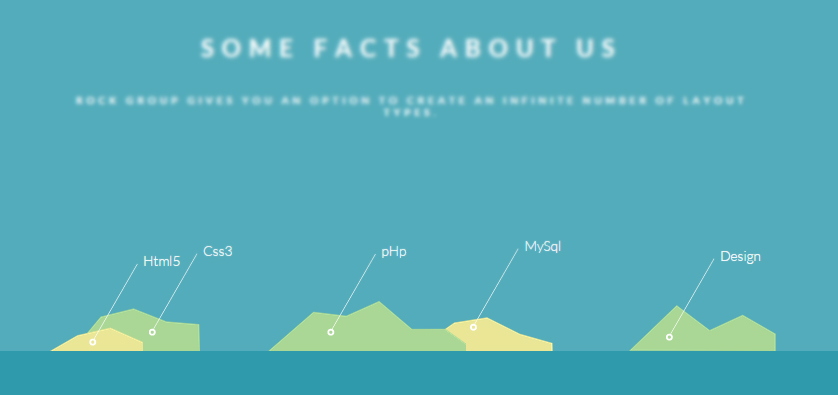 SOME FACTS ABOUT US
ROCK GROUP GIVES YOU AN OPTION TO CREATE AN INFINITE NUMBER OF LAYOUT
TYPES.
Html5
Css3
pHp
MySql
Design